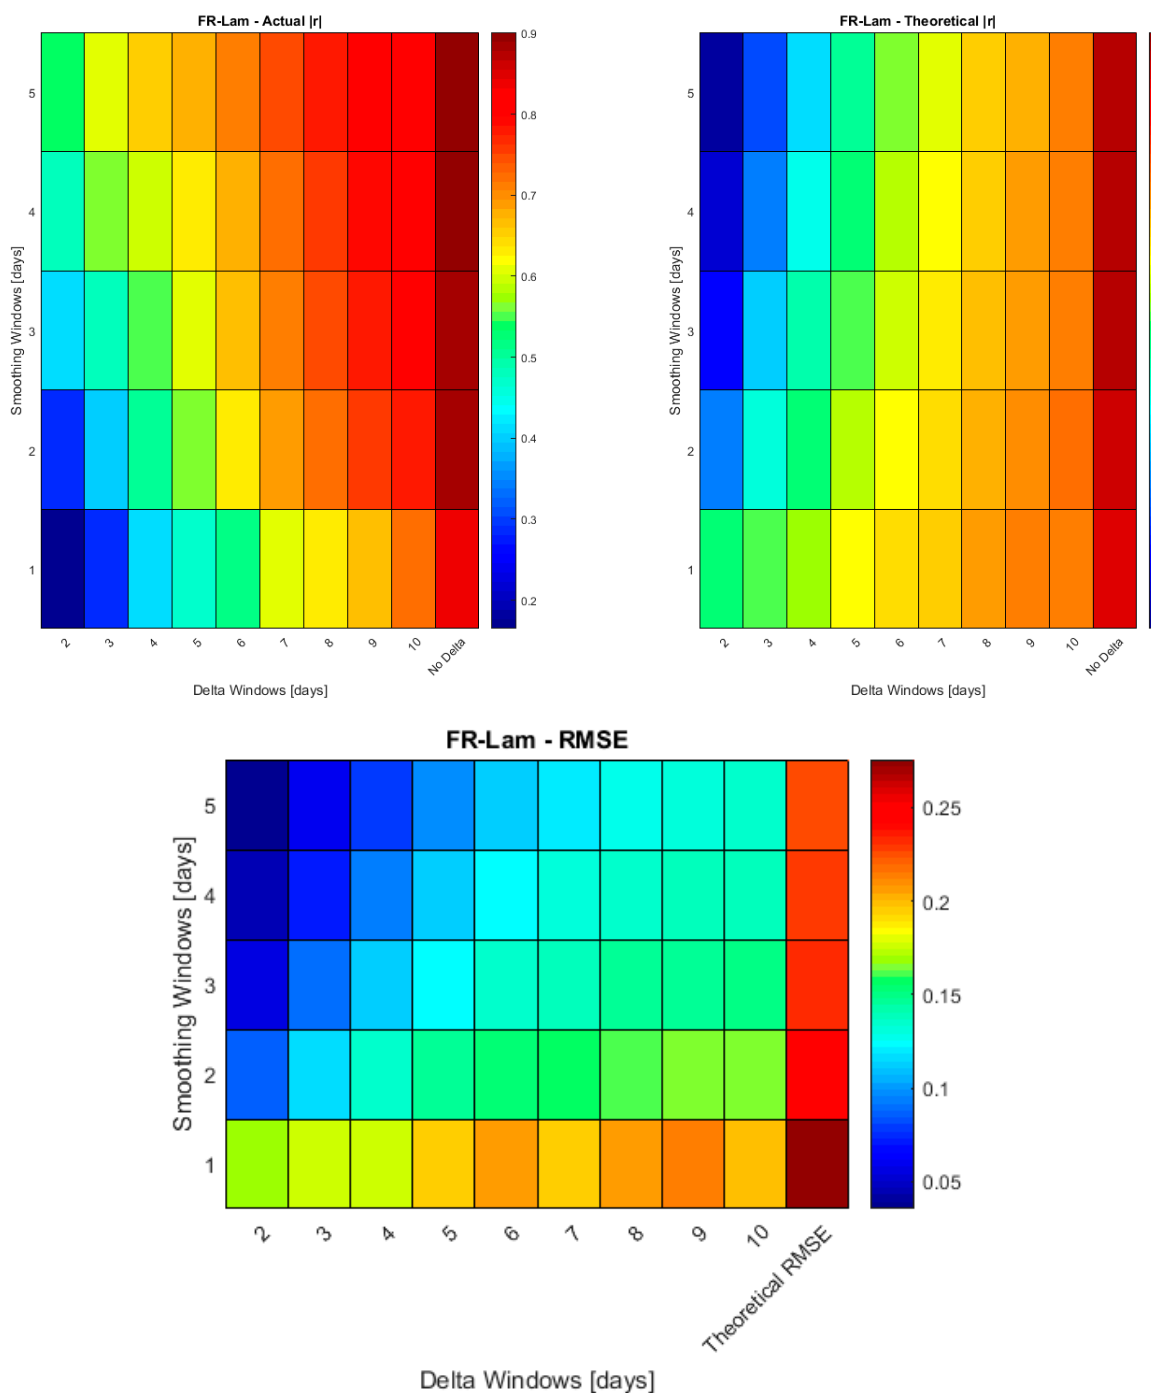 FR-Lam - Actual |r|
Smoothing Windows [days]
5
4
3
2
1
2 3 4 5 6 7 8 9 10 No Delta
Delta Windows [days]
0.9
0.8
0.7
0.6
0.5
0.4
0.3
0.2
FR-Lam - Theoretical |r|
Smoothing Windows [days]
5
4
3
2
1
2 3 4 5 6 7 8 9 10 No Delta
Delta Windows [days]
FR-Lam - RMSE
Smoothing Windows [days]
5
4
3
2
1
2 3 4 5 6 7 8 9 10 Theoretical RMSE
Delta Windows [days]
0.25
0.2
0.15
0.1
0.05